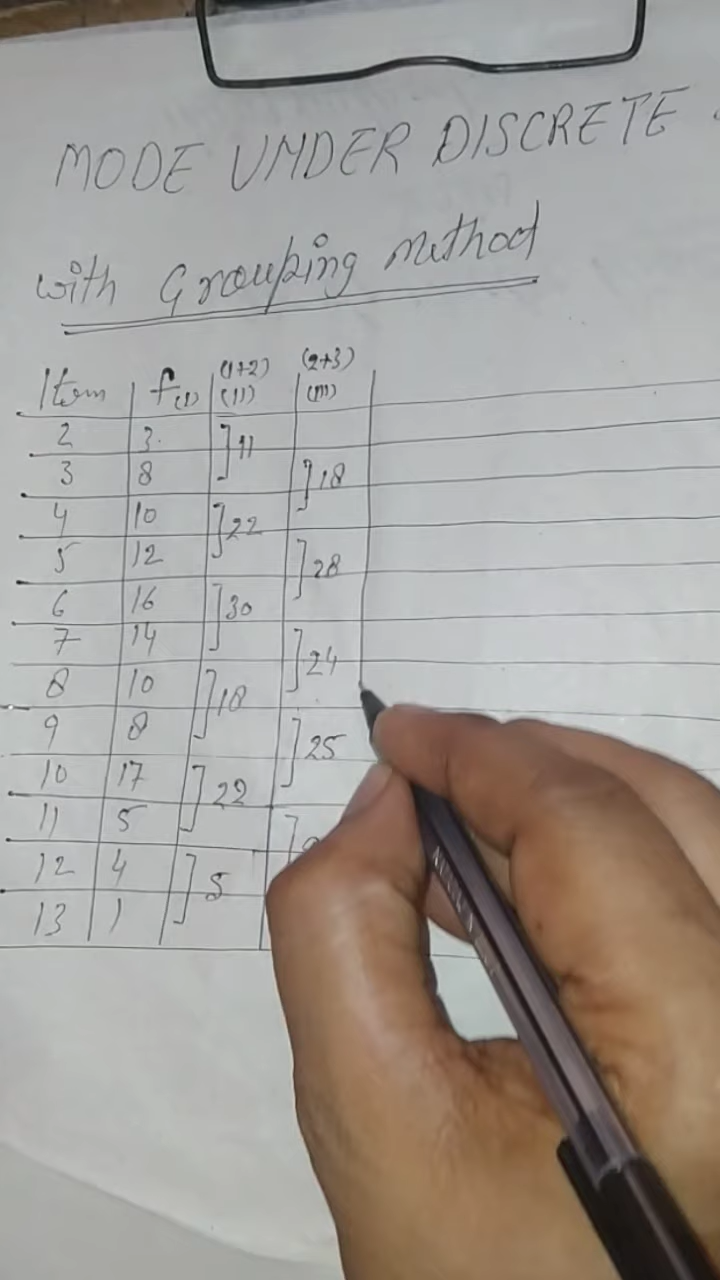 MODE UNDER DISCRETE
with Grouping Method
Item f(I) (1+2) (II) (2+3) (III)
2 3 ]11
3 8 ]18
4 10 ]22
5 12 ]28
6 16 ]30
7 14 ]24
8 10 ]18
9 8 ]25
10 17 ]22
11 5
12 4 ]5
13 1